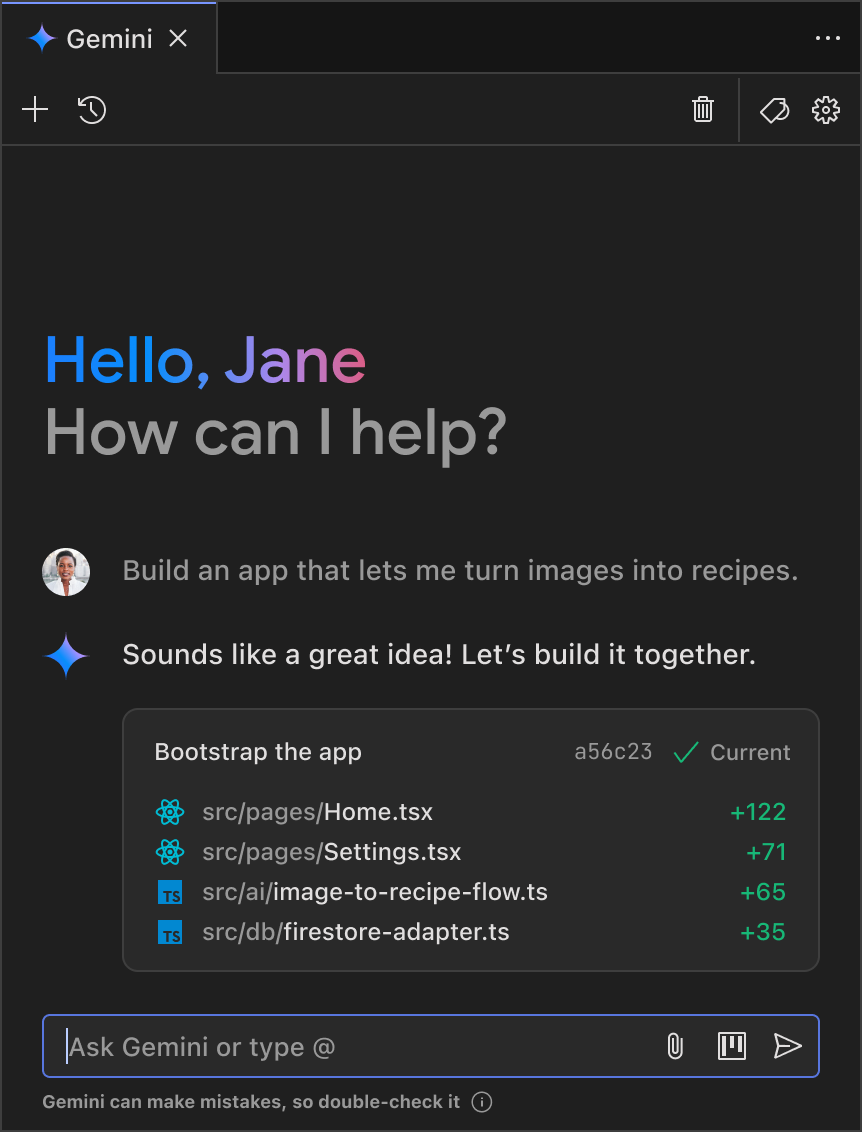 Gemini
Hello, Jane
How can I help?
Build an app that lets me turn images into recipes.
Sounds like a great idea! Let’s build it together.
Bootstrap the app a56c23 Current
src/pages/Home.tsx +122
src/pages/Settings.tsx +71
TS src/ai/image-to-recipe-flow.ts +65
TS src/db/firestore-adapter.ts +35
Ask Gemini or type @
Gemini can make mistakes, so double-check it